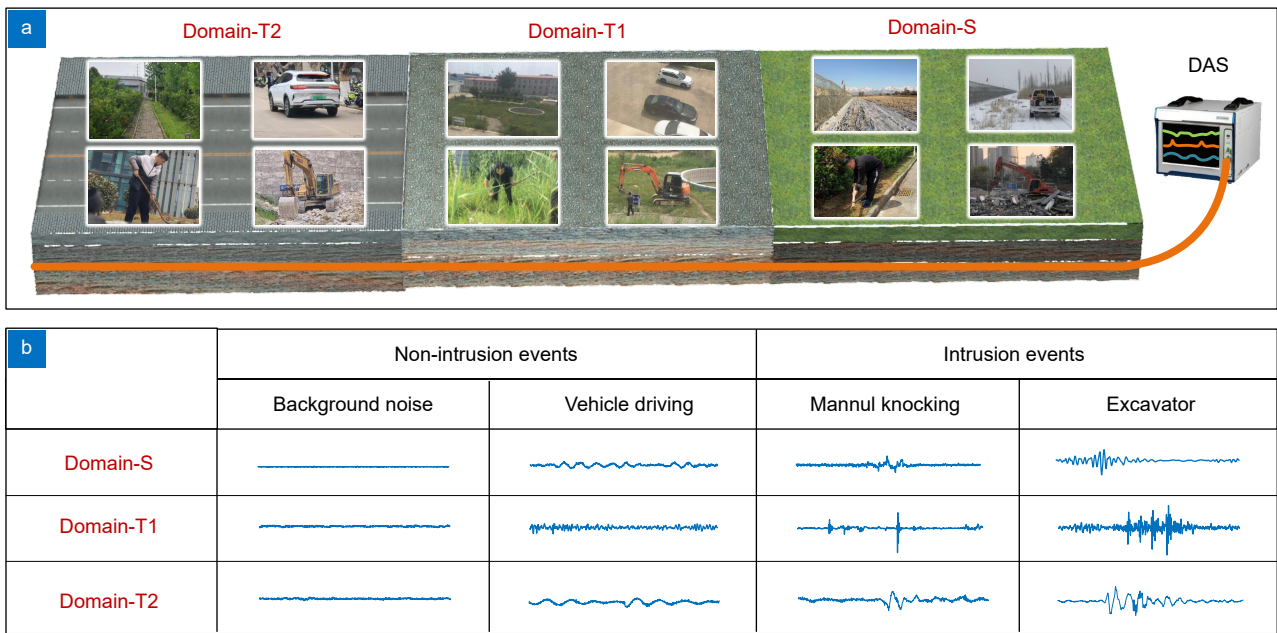 a
Domain-T2
Domain-T1
Domain-S
DAS
b
Non-intrusion events
Intrusion events
Background noise
Vehicle driving
Mannul knocking
Excavator
Domain-S
Domain-T1
Domain-T2